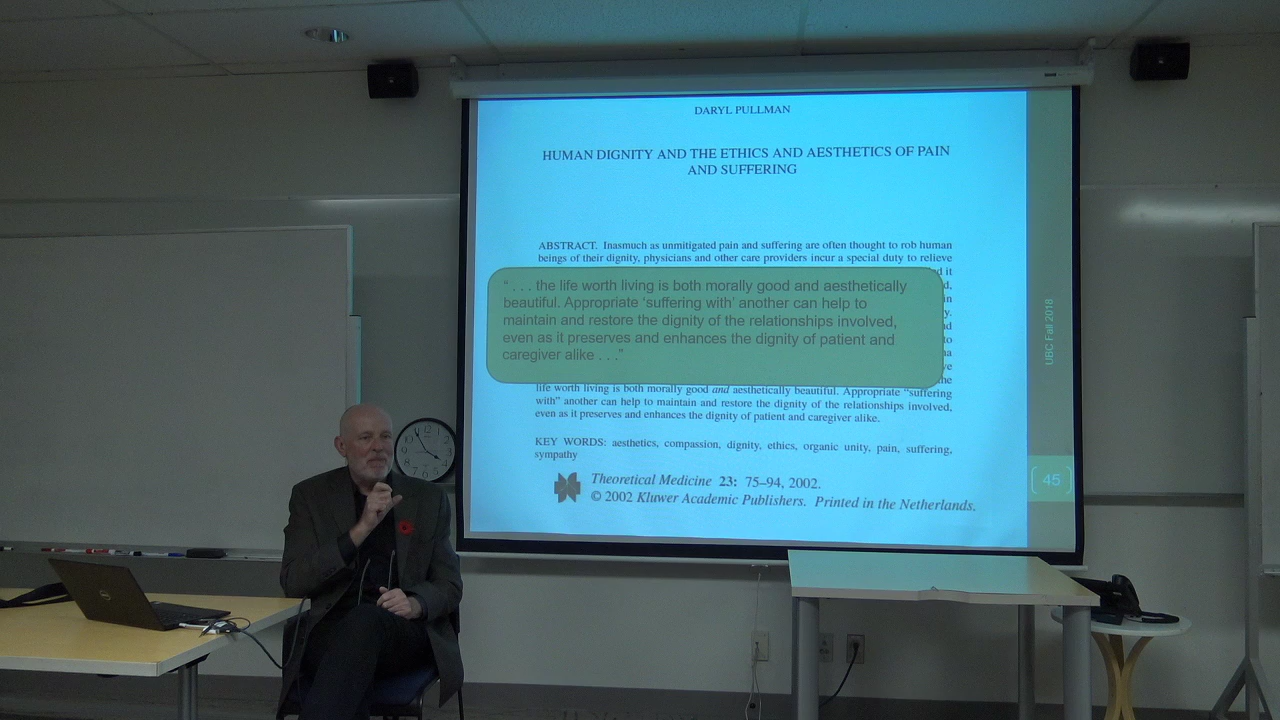 DARYL PULLMAN
HUMAN DIGNITY AND THE ETHICS AND AESTHETICS OF PAIN
AND SUFFERING
ABSTRACT. Inasmuch as unmitigated pain and suffering are often thought to rob human
beings of their dignity, physicians and other care providers incur a special duty to relieve
“ . . . the life worth living is both morally good and aesthetically
beautiful. Appropriate ‘suffering with’ another can help to
maintain and restore the dignity of the relationships involved,
even as it preserves and enhances the dignity of patient and
caregiver alike . . .”
life worth living is both morally good and aesthetically beautiful. Appropriate “suffering
with” another can help to maintain and restore the dignity of the relationships involved,
even as it preserves and enhances the dignity of patient and caregiver alike.
KEY WORDS: aesthetics, compassion, dignity, ethics, organic unity, pain, suffering,
sympathy
Theoretical Medicine 23: 75–94, 2002.
© 2002 Kluwer Academic Publishers. Printed in the Netherlands.
UBC Fall 2018
45
DELL